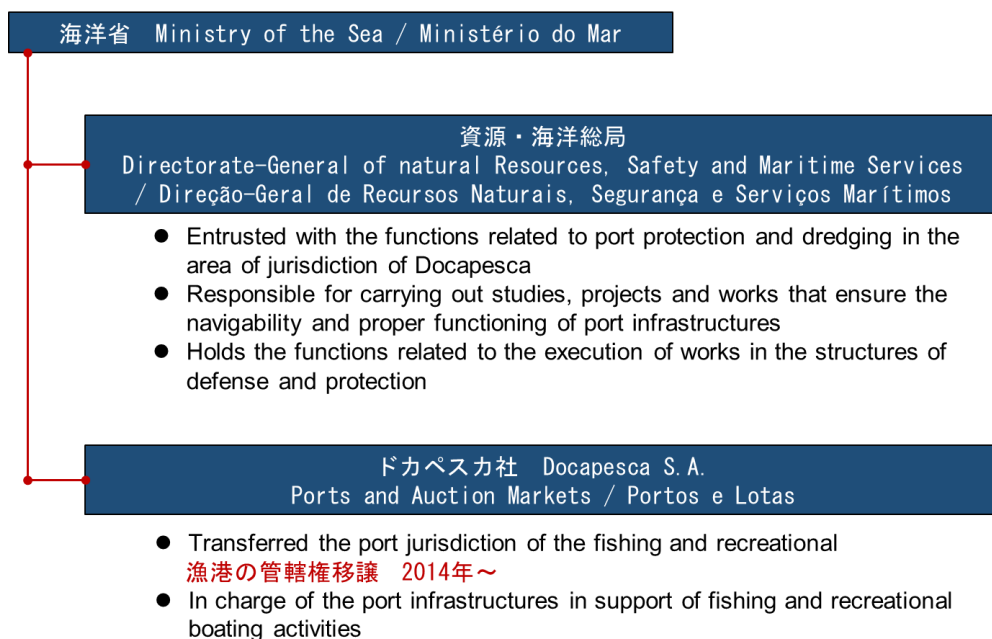 海洋省　Ministry of the Sea / Ministério do Mar
資源・海洋総局
Directorate-General of natural Resources, Safety and Maritime Services
/ Direção-Geral de Recursos Naturais, Segurança e Serviços Marítimos
● Entrusted with the functions related to port protection and dredging in the
area of jurisdiction of Docapesca
● Responsible for carrying out studies, projects and works that ensure the
navigability and proper functioning of port infrastructures
● Holds the functions related to the execution of works in the structures of
defense and protection
ドカペスカ社　Docapesca S.A.
Ports and Auction Markets / Portos e Lotas
● Transferred the port jurisdiction of the fishing and recreational
漁港の管轄権移譲　2014年～
● In charge of the port infrastructures in support of fishing and recreational
boating activities